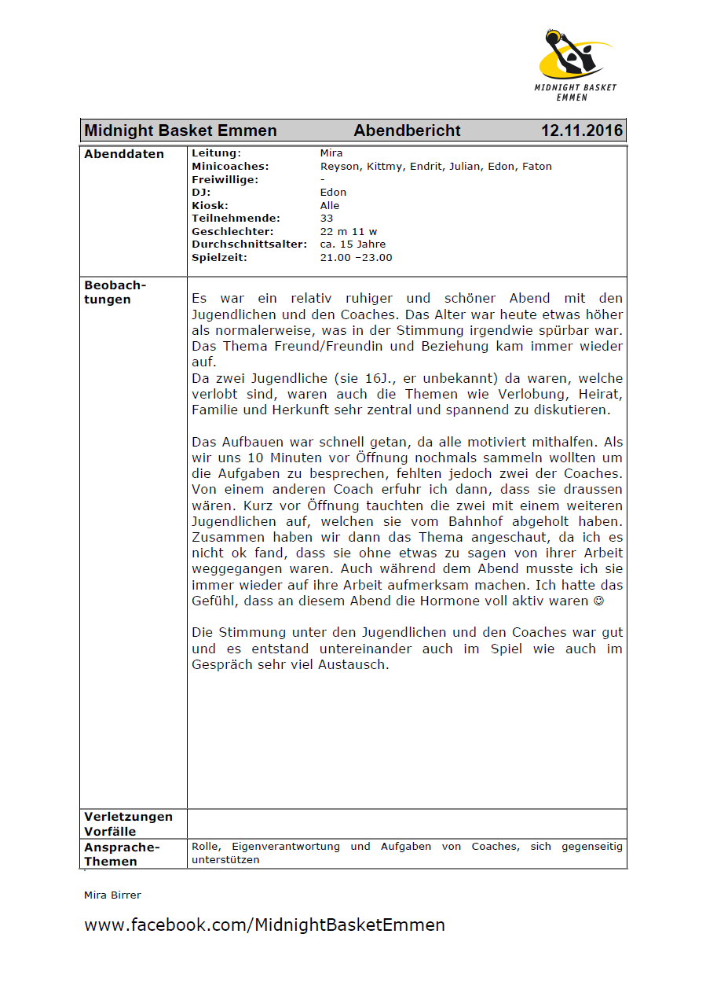 MIDNIGHT BASKET
EMMEN
Midnight Basket Emmen Abendbericht 12.11.2016
Abenddaten
Leitung: Mira
Minicoaches: Reyson, Kittmy, Endrit, Julian, Edon, Faton
Freiwillige: -
DJ: Edon
Kiosk: Alle
Teilnehmende: 33
Geschlechter: 22 m 11 w
Durchschnittsalter: ca. 15 Jahre
Spielzeit: 21.00 –23.00
Beobach-
tungen
Es war ein relativ ruhiger und schöner Abend mit den
Jugendlichen und den Coaches. Das Alter war heute etwas höher
als normalerweise, was in der Stimmung irgendwie spürbar war.
Das Thema Freund/Freundin und Beziehung kam immer wieder
auf.
Da zwei Jugendliche (sie 16J., er unbekannt) da waren, welche
verlobt sind, waren auch die Themen wie Verlobung, Heirat,
Familie und Herkunft sehr zentral und spannend zu diskutieren.
Das Aufbauen war schnell getan, da alle motiviert mithalfen. Als
wir uns 10 Minuten vor Öffnung nochmals sammeln wollten um
die Aufgaben zu besprechen, fehlten jedoch zwei der Coaches.
Von einem anderen Coach erfuhr ich dann, dass sie draussen
wären. Kurz vor Öffnung tauchten die zwei mit einem weiteren
Jugendlichen auf, welchen sie vom Bahnhof abgeholt haben.
Zusammen haben wir dann das Thema angeschaut, da ich es
nicht ok fand, dass sie ohne etwas zu sagen von ihrer Arbeit
weggegangen waren. Auch während dem Abend musste ich sie
immer wieder auf ihre Arbeit aufmerksam machen. Ich hatte das
Gefühl, dass an diesem Abend die Hormone voll aktiv waren ☺
Die Stimmung unter den Jugendlichen und den Coaches war gut
und es entstand untereinander auch im Spiel wie auch im
Gespräch sehr viel Austausch.
Verletzungen
Vorfälle
Ansprache-
Themen
Rolle, Eigenverantwortung und Aufgaben von Coaches, sich gegenseitig
unterstützen
Mira Birrer
www.facebook.com/MidnightBasketEmmen